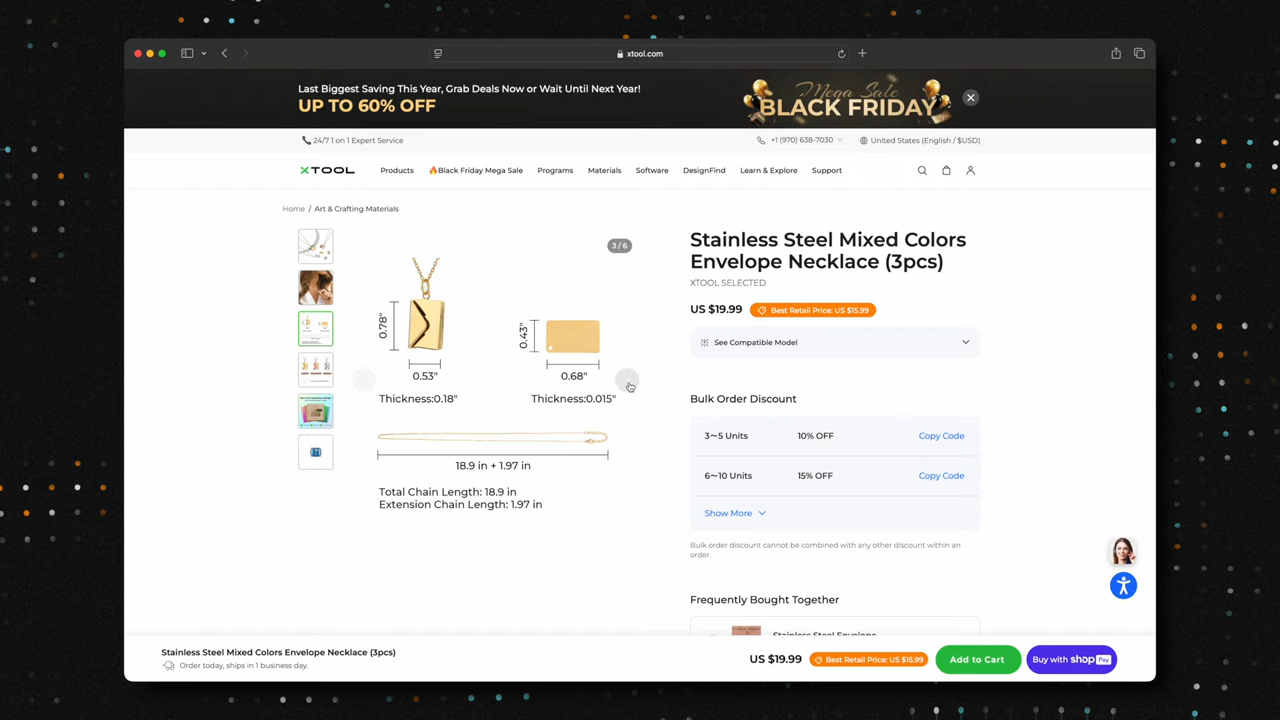 xtool.com
Last Biggest Saving This Year, Grab Deals Now or Wait Until Next Year!
UP TO 60% OFF
Mega Sale
BLACK FRIDAY
24/7 1 on 1 Expert Service
+1 (970) 638-7030
United States (English / $USD)
XTOOL
Products
Black Friday Mega Sale
Programs
Materials
Software
DesignFind
Learn & Explore
Support
Home / Art & Crafting Materials
3 / 6
0.78"
0.53"
Thickness:0.18"
0.43"
0.68"
Thickness:0.015"
18.9 in + 1.97 in
Total Chain Length: 18.9 in
Extension Chain Length: 1.97 in
Stainless Steel Mixed Colors
Envelope Necklace (3pcs)
XTOOL SELECTED
US $19.99
Best Retail Price: US $15.99
See Compatible Model
Bulk Order Discount
3～5 Units 10% OFF Copy Code
6～10 Units 15% OFF Copy Code
Show More
Bulk order discount cannot be combined with any other discount within an
order.
Frequently Bought Together
Stainless Steel Envelope
Stainless Steel Mixed Colors Envelope Necklace (3pcs)
Order today, ships in 1 business day.
US $19.99
Best Retail Price: US $15.99
Add to Cart
Buy with shop Pay